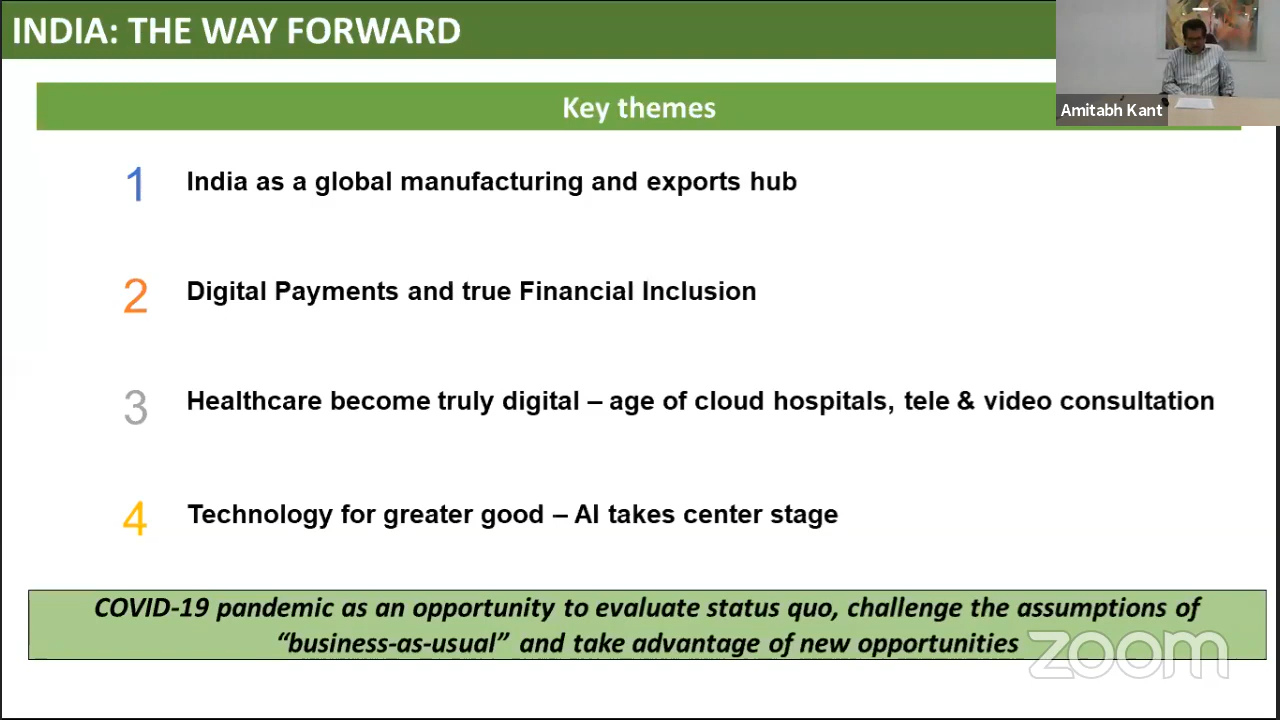 INDIA: THE WAY FORWARD
Amitabh Kant
Key themes
1 India as a global manufacturing and exports hub
2 Digital Payments and true Financial Inclusion
3 Healthcare become truly digital – age of cloud hospitals, tele & video consultation
4 Technology for greater good – AI takes center stage
COVID-19 pandemic as an opportunity to evaluate status quo, challenge the assumptions of
“business-as-usual” and take advantage of new opportunities
zoom